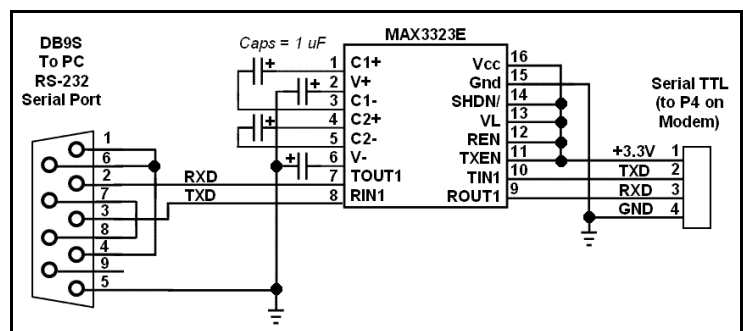 MAX3323E
DB9S
To PC
RS-232
Serial Port
Caps = 1 uF
1
6
2
7
3
8
4
9
5
RXD
TXD
1 C1+
2 V+
3 C1-
4 C2+
5 C2-
6 V-
7 TOUT1
8 RIN1
Vcc 16
Gnd 15
SHDN/ 14
VL 13
REN 12
TXEN 11
TIN1 10
ROUT1 9
Serial TTL
(to P4 on
Modem)
+3.3V 1
TXD 2
RXD 3
GND 4